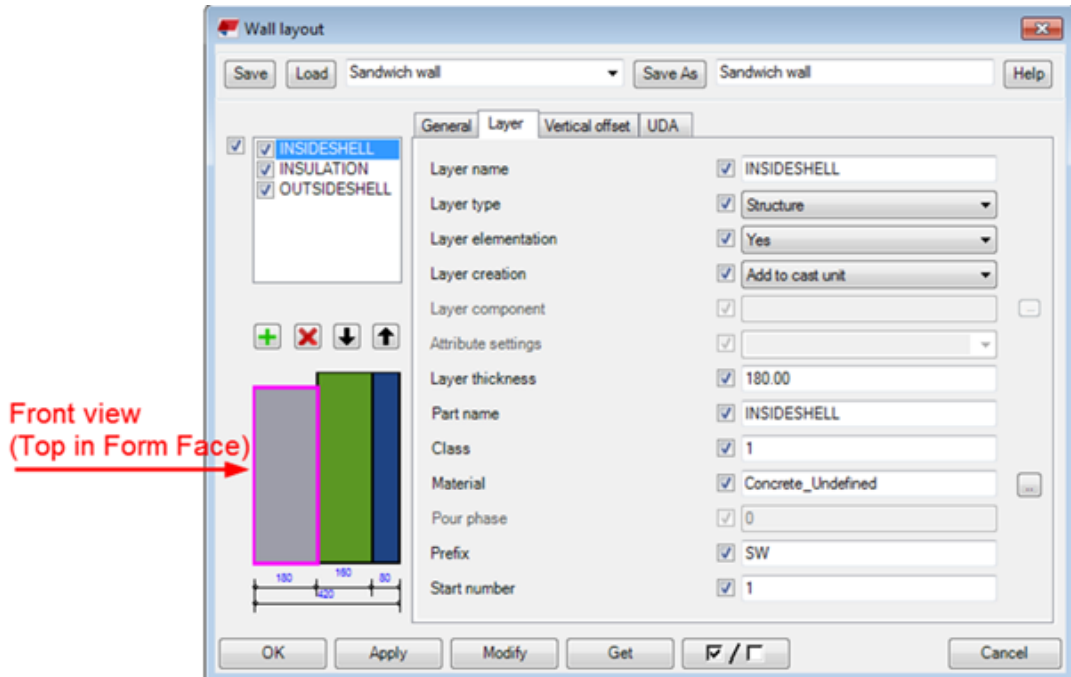 Wall layout
Save Load Sandwich wall Save As Sandwich wall Help
General Layer Vertical offset UDA
INSIDESHELL
INSULATION
OUTSIDESHELL
Layer name INSIDESHELL
Layer type Structure
Layer elementation Yes
Layer creation Add to cast unit
Layer component ...
Attribute settings
Layer thickness 180.00
Part name INSIDESHELL
Class 1
Material Concrete_Undefined ...
Pour phase 0
Prefix SW
Start number 1
Front view
(Top in Form Face)
180 160 80
420
OK Apply Modify Get / Cancel